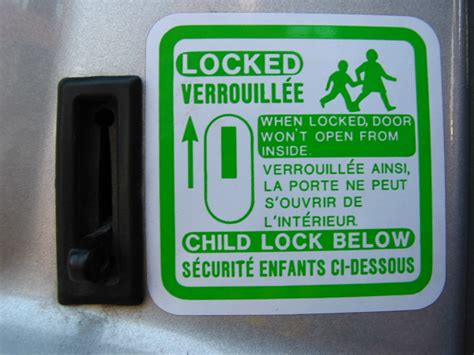 LOCKED
VERROUILLÉE
WHEN LOCKED, DOOR
WON'T OPEN FROM
INSIDE.
VERROUILLÉE AINSI,
LA PORTE NE PEUT
S'OUVRIR DE
L'INTÉRIEUR.
CHILD LOCK BELOW
SÉCURITÉ ENFANTS CI-DESSOUS